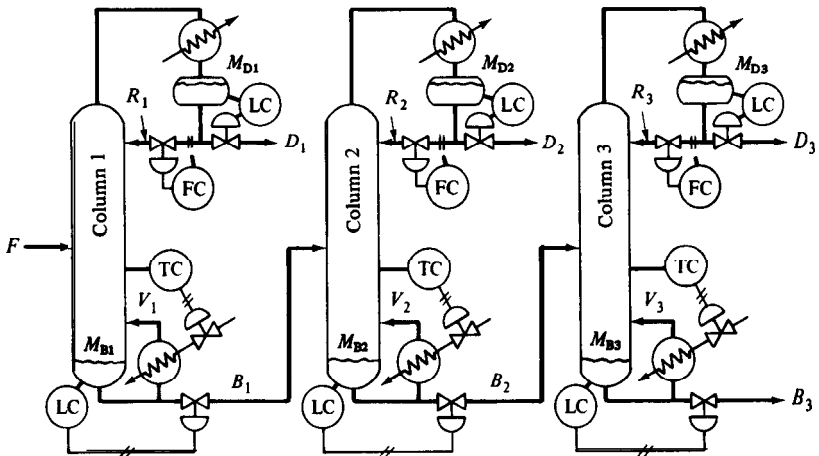 M_D1
M_D2
M_D3
R_1
LC
R_2
LC
R_3
LC
D_1
D_2
D_3
FC
FC
FC
Column 1
Column 2
Column 3
F
TC
TC
TC
V_1
V_2
V_3
M_B1
M_B2
M_B3
LC
B_1
LC
B_2
LC
B_3